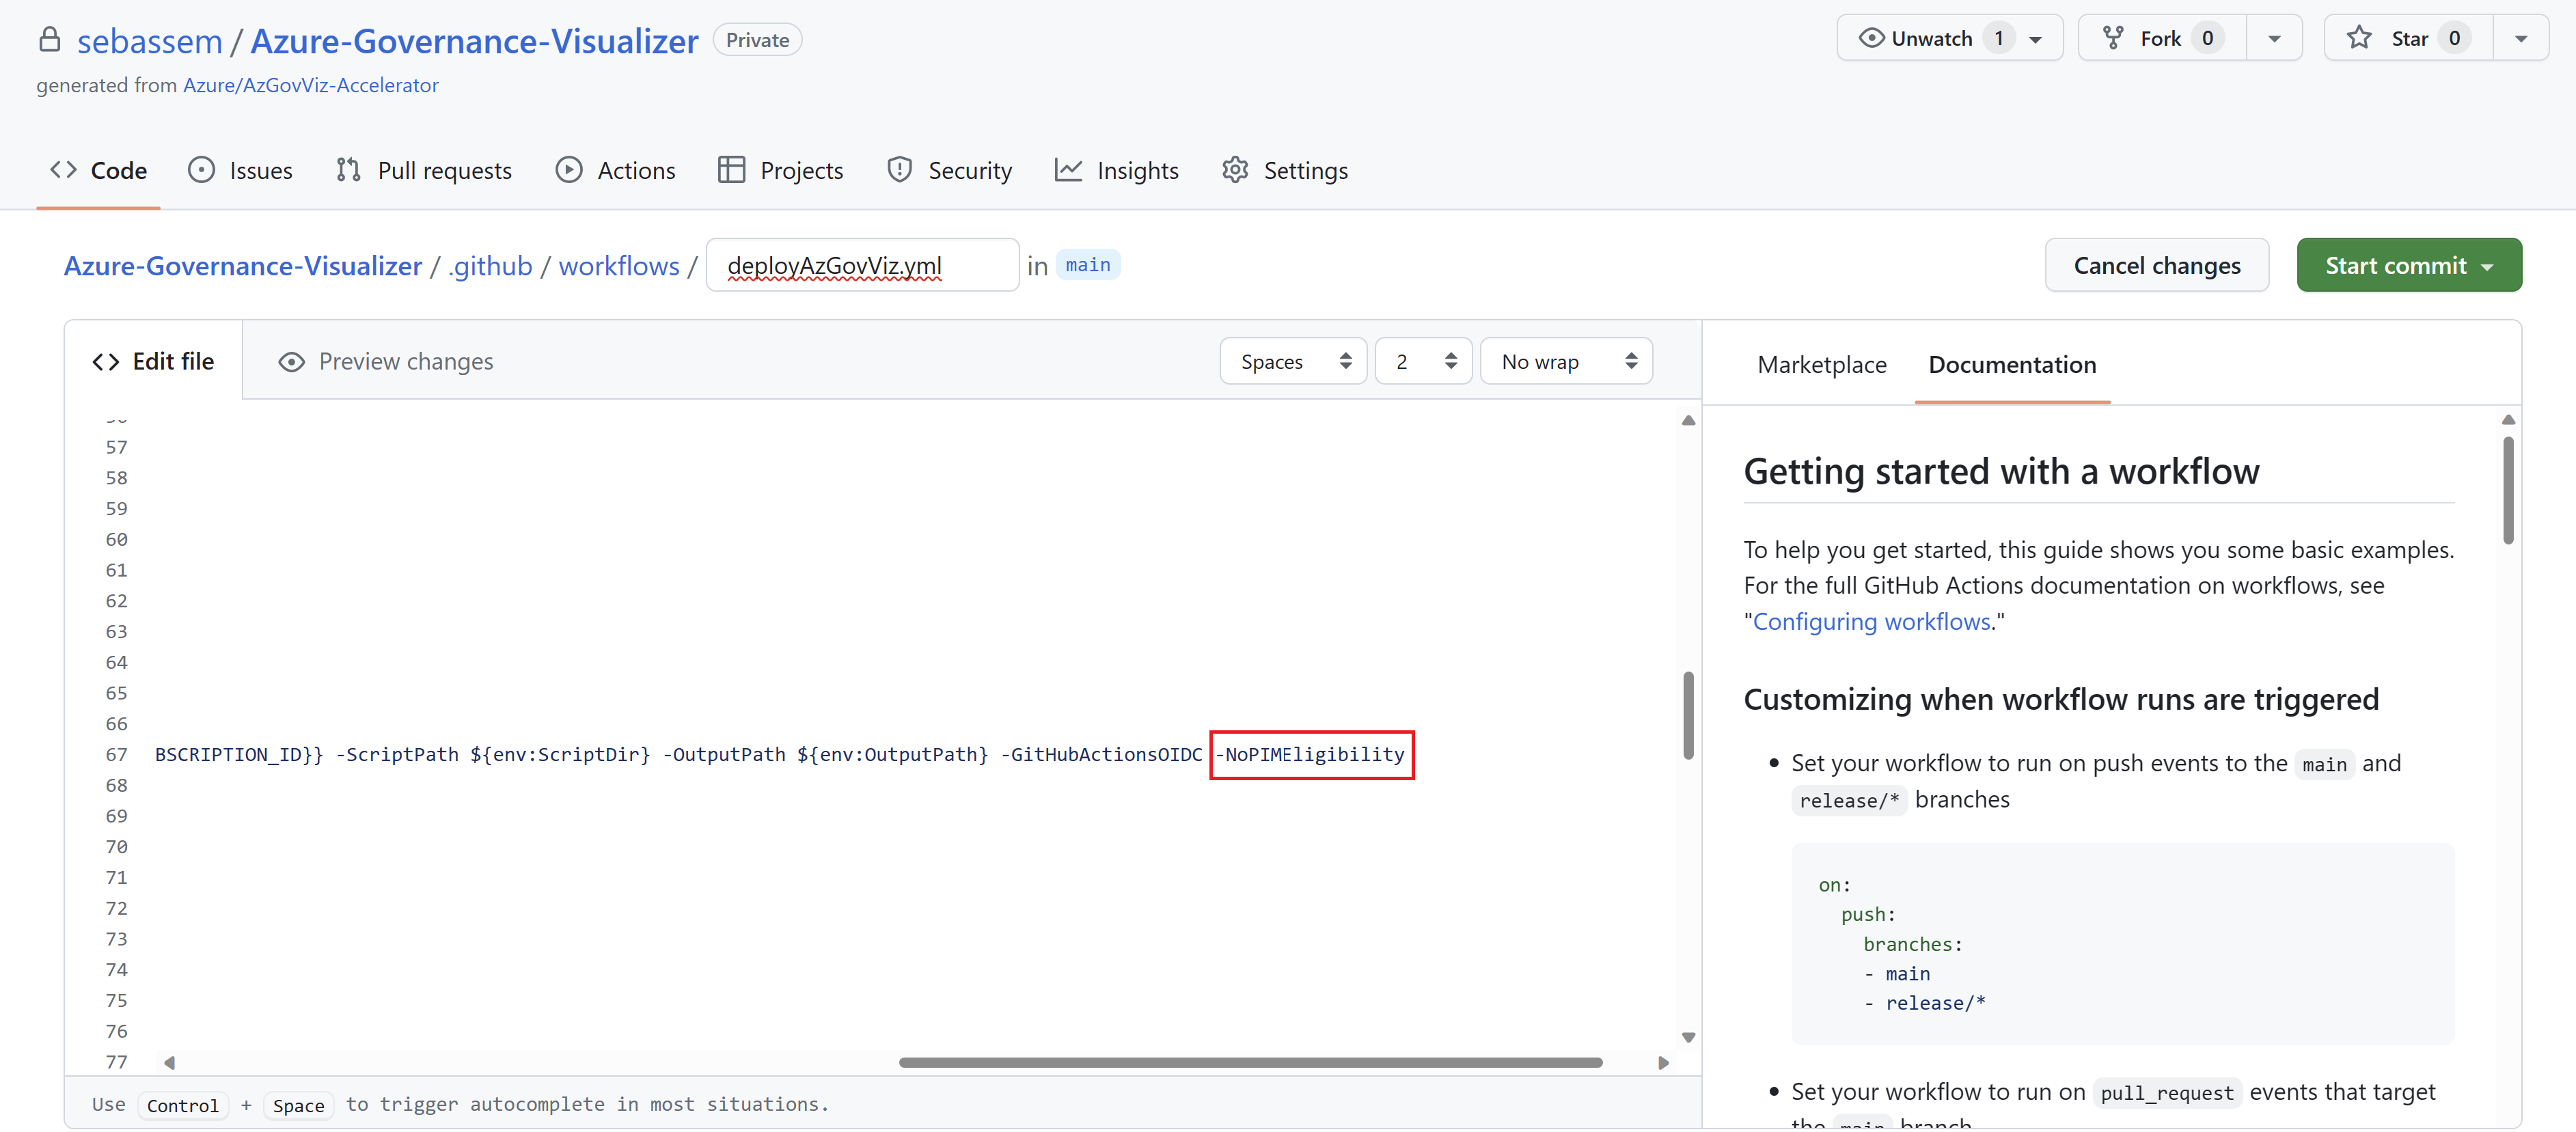 sebassem / Azure-Governance-Visualizer Private
Unwatch 1
Fork 0
Star 0
generated from Azure/AzGovViz-Accelerator
Code Issues Pull requests Actions Projects Security Insights Settings
Azure-Governance-Visualizer / .github / workflows / deployAzGovViz.yml in main
Cancel changes Start commit
Edit file Preview changes
Spaces 2 No wrap
57
58
59
60
61
62
63
64
65
66
67 BSCRIPTION_ID}} -ScriptPath ${env:ScriptDir} -OutputPath ${env:OutputPath} -GitHubActionsOIDC -NoPIMEligibility
68
69
70
71
72
73
74
75
76
77
Use Control + Space to trigger autocomplete in most situations.
Marketplace Documentation
Getting started with a workflow
To help you get started, this guide shows you some basic examples.
For the full GitHub Actions documentation on workflows, see
"Configuring workflows."
Customizing when workflow runs are triggered
Set your workflow to run on push events to the main and
release/* branches
on:
push:
branches:
- main
- release/*
Set your workflow to run on pull_request events that target
the main branch